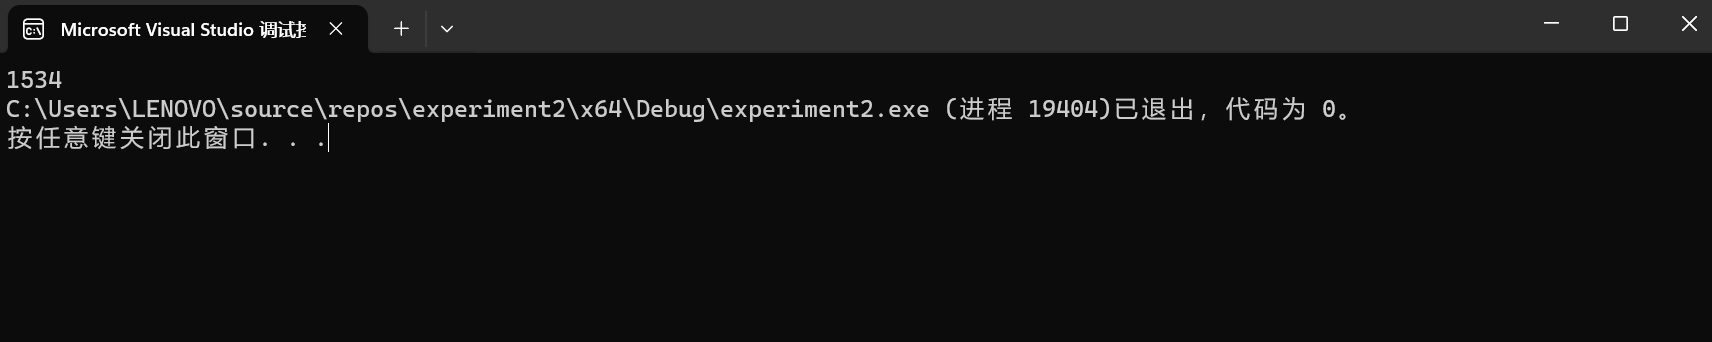 Microsoft Visual Studio 调试
1534
C:\Users\LENOVO\source\repos\experiment2\x64\Debug\experiment2.exe (进程 19404)已退出，代码为 0。
按任意键关闭此窗口. . .